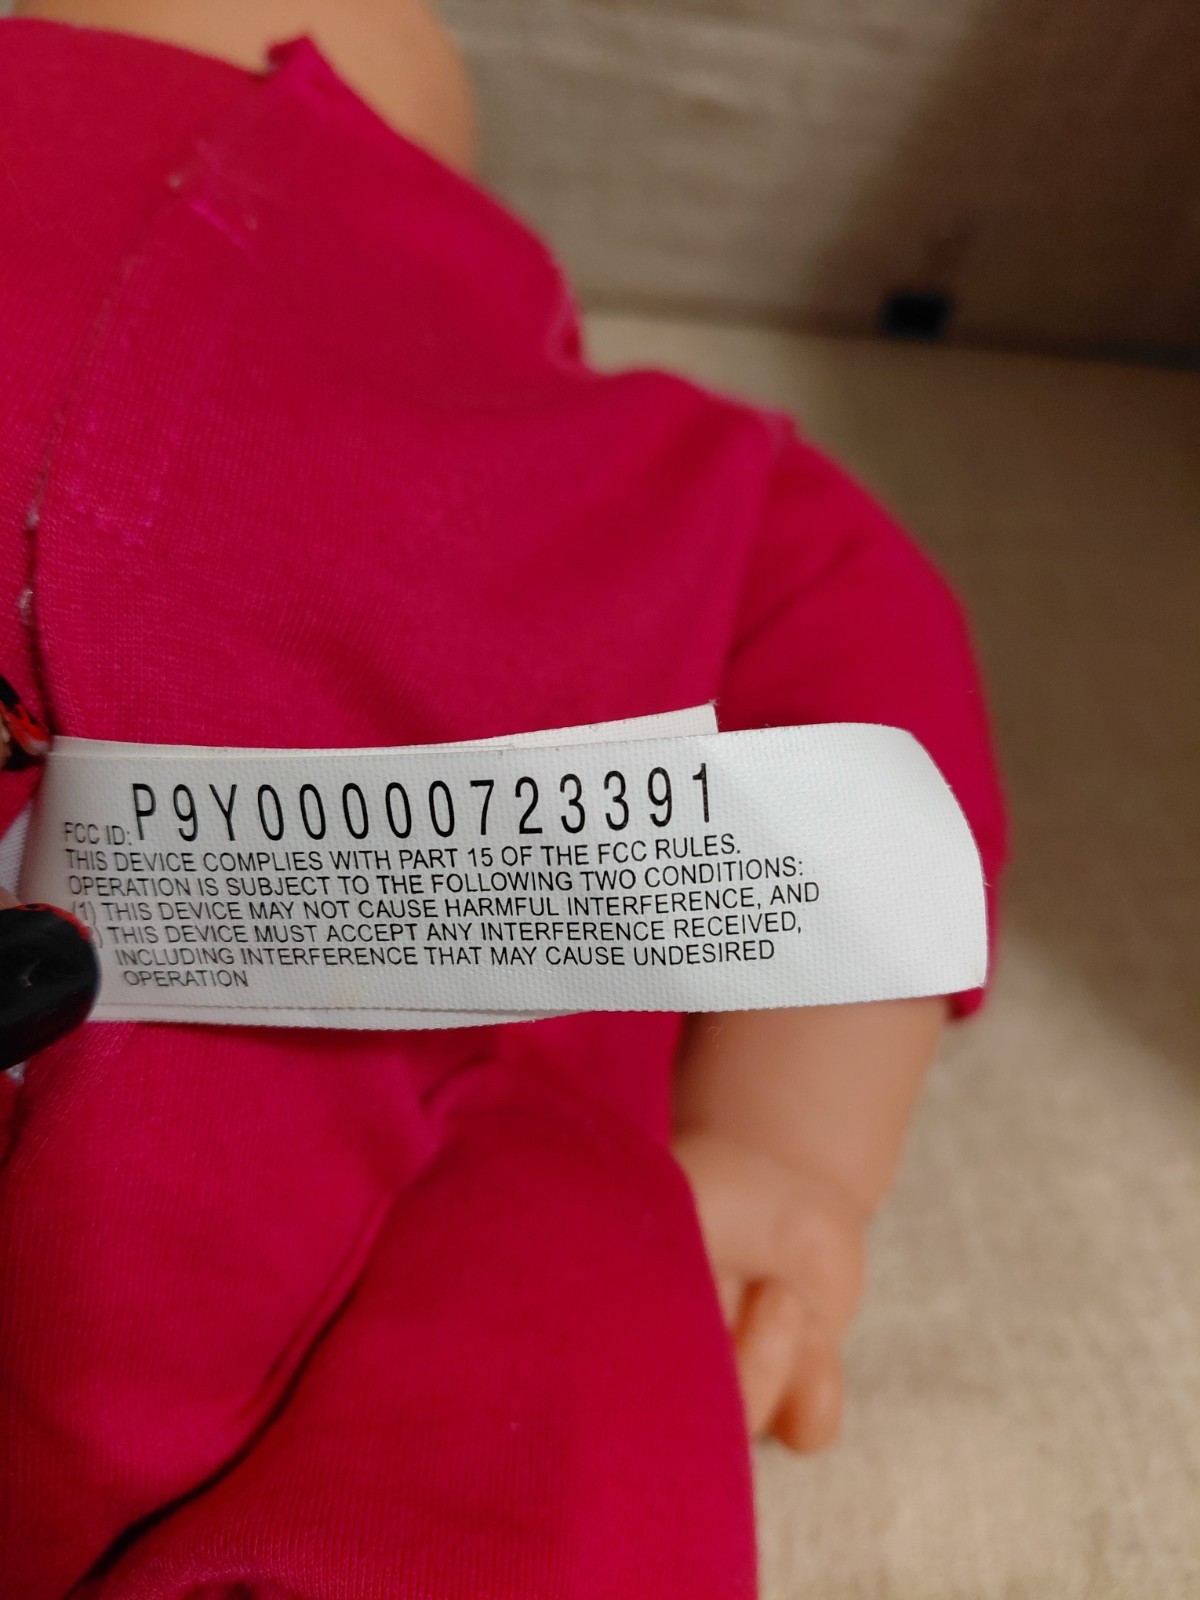 FCC ID: P9Y00000723391
THIS DEVICE COMPLIES WITH PART 15 OF THE FCC RULES.
OPERATION IS SUBJECT TO THE FOLLOWING TWO CONDITIONS:
(1) THIS DEVICE MAY NOT CAUSE HARMFUL INTERFERENCE, AND
) THIS DEVICE MUST ACCEPT ANY INTERFERENCE RECEIVED,
INCLUDING INTERFERENCE THAT MAY CAUSE UNDESIRED
OPERATION